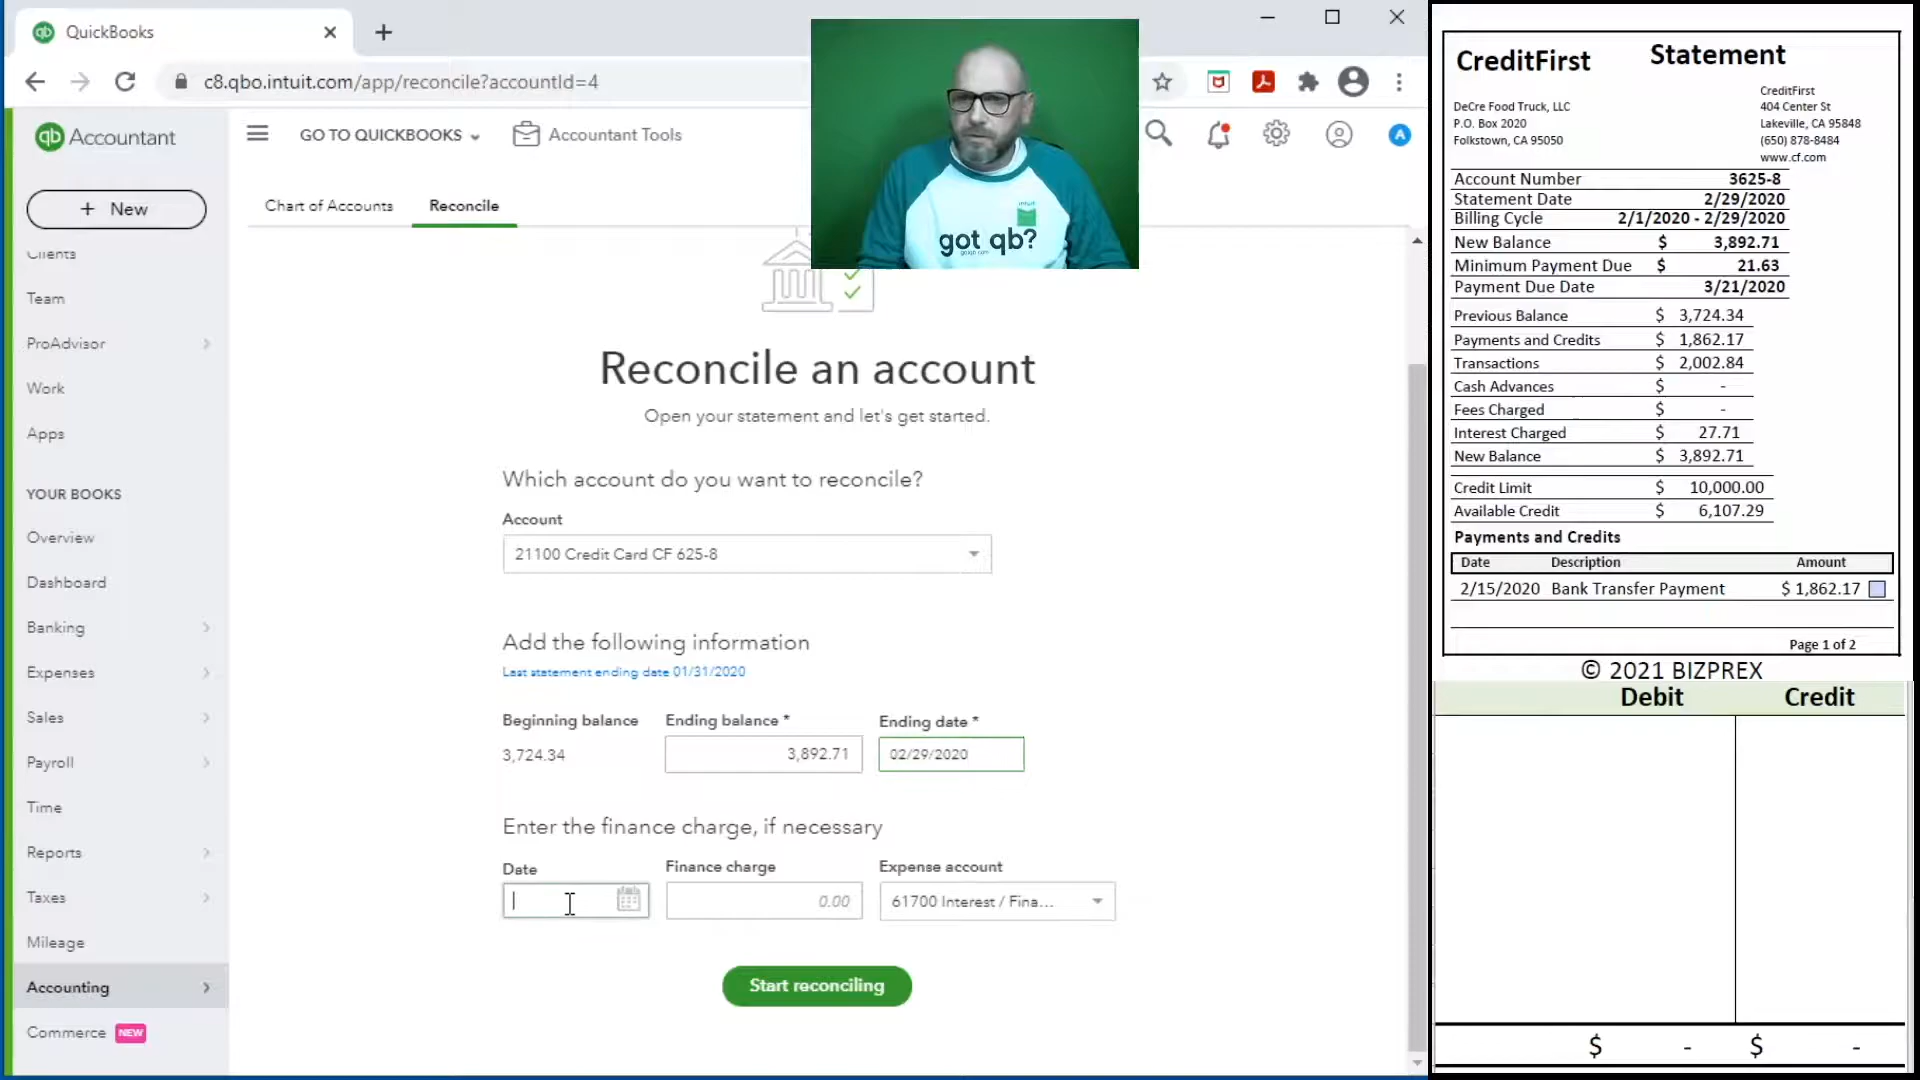 QuickBooks
c8.qbo.intuit.com/app/reconcile?accountId=4
qb Accountant
GO TO QUICKBOOKS
Accountant Tools
A
+ New
Chart of Accounts
Reconcile
Clients
Team
ProAdvisor
Work
Apps
YOUR BOOKS
Overview
Dashboard
Banking
Expenses
Sales
Payroll
Time
Reports
Taxes
Mileage
Accounting
Commerce NEW
intuit
got qb?
Reconcile an account
Open your statement and let's get started.
Which account do you want to reconcile?
Account
21100 Credit Card CF 625-8
Add the following information
Last statement ending date 01/31/2020
Beginning balance Ending balance * Ending date *
3,724.34 3,892.71 02/29/2020
Enter the finance charge, if necessary
Date Finance charge Expense account
0.00 61700 Interest / Fina...
Start reconciling
CreditFirst Statement
DeCre Food Truck, LLC
P.O. Box 2020
Folkstown, CA 95050
CreditFirst
404 Center St
Lakeville, CA 95848
(650) 878-8484
www.cf.com
Account Number 3625-8
Statement Date 2/29/2020
Billing Cycle 2/1/2020 - 2/29/2020
New Balance $ 3,892.71
Minimum Payment Due $ 21.63
Payment Due Date 3/21/2020
Previous Balance $ 3,724.34
Payments and Credits $ 1,862.17
Transactions $ 2,002.84
Cash Advances $ -
Fees Charged $ -
Interest Charged $ 27.71
New Balance $ 3,892.71
Credit Limit $ 10,000.00
Available Credit $ 6,107.29
Payments and Credits
Date Description Amount
2/15/2020 Bank Transfer Payment $ 1,862.17
Page 1 of 2
© 2021 BIZPREX
Debit Credit
$ - $ -